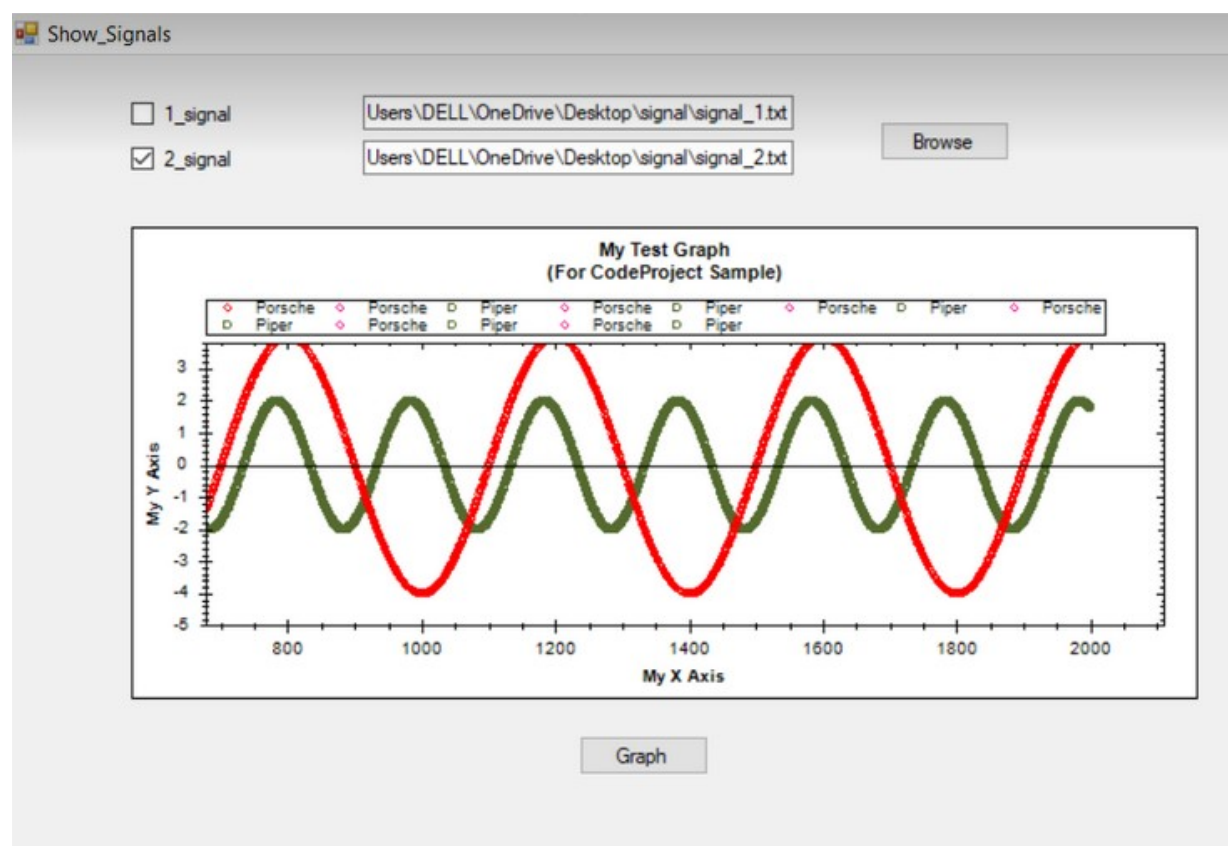 Show_Signals
1_signal
Users\DELL\OneDrive\Desktop\signal\signal_1.txt
Browse
2_signal
Users\DELL\OneDrive\Desktop\signal\signal_2.txt
My Test Graph
(For CodeProject Sample)
Porsche Porsche Piper Porsche Piper Porsche Piper Porsche
Piper Porsche Piper Porsche Piper
My Y Axis
3
2
1
0
-1
-2
-3
-4
-5
800 1000 1200 1400 1600 1800 2000
My X Axis
Graph